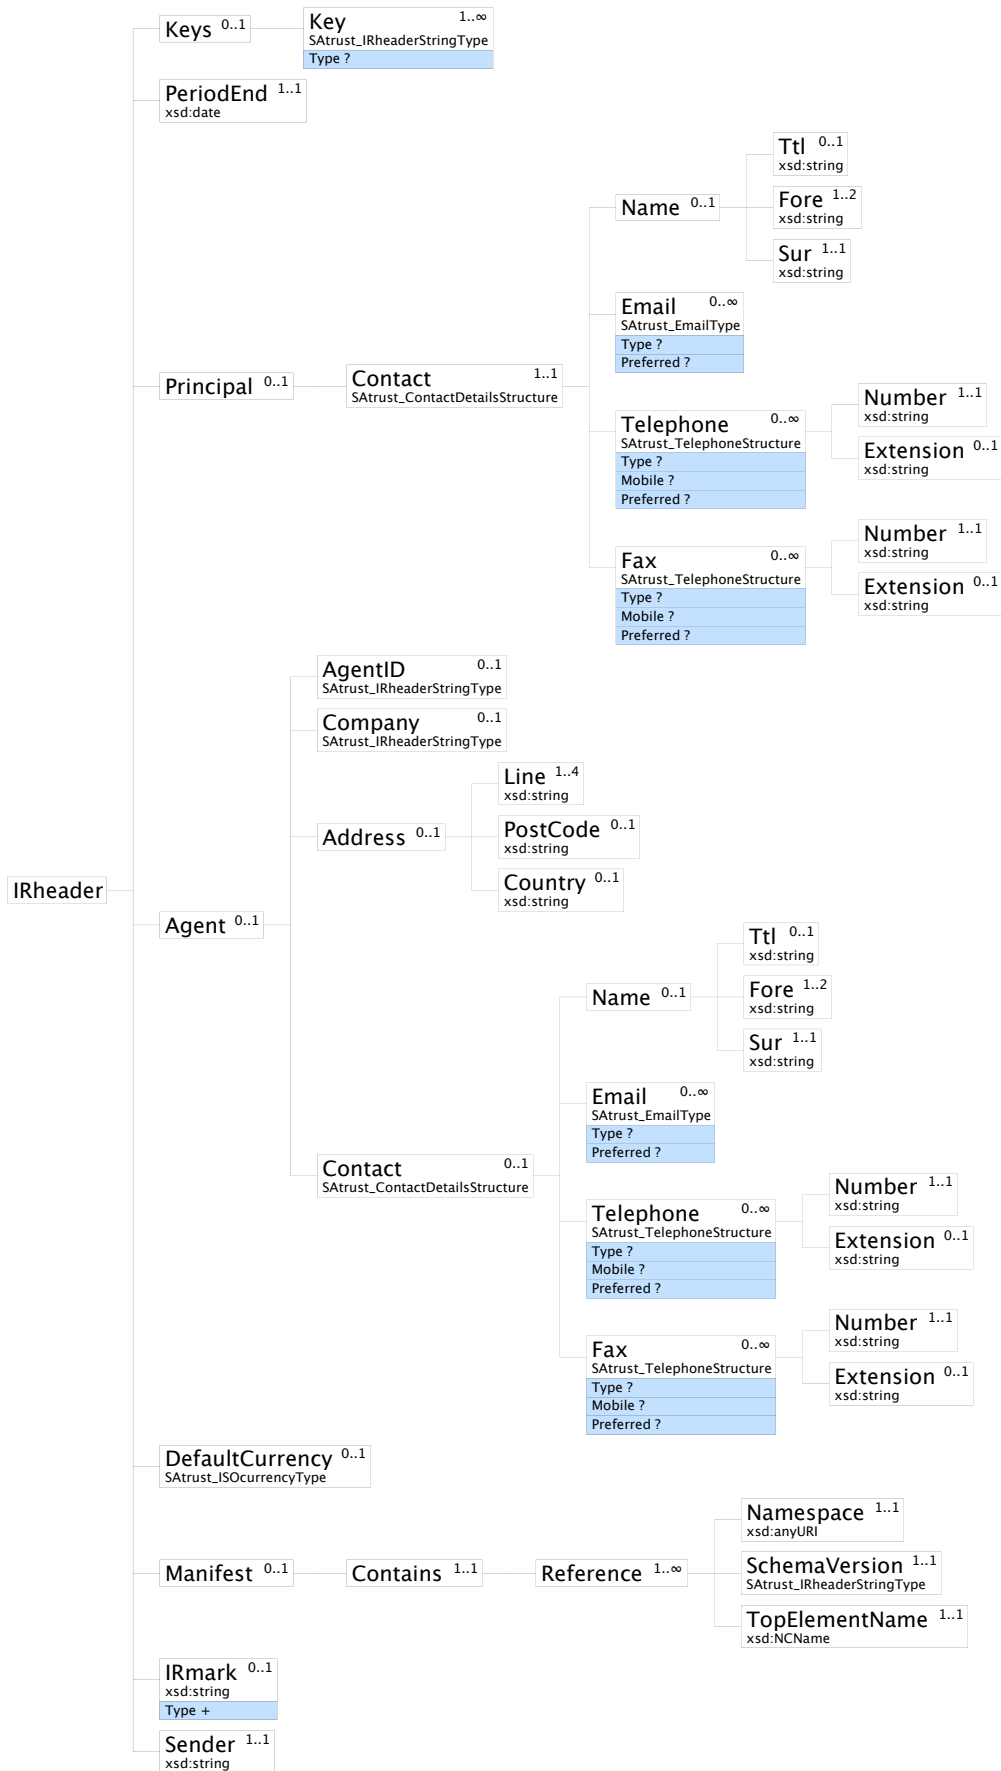 Keys 0..1
Key 1..∞
SAtrust_IRheaderStringType
Type ?
PeriodEnd 1..1
xsd:date
Ttl 0..1
xsd:string
Name 0..1
Fore 1..2
xsd:string
Sur 1..1
xsd:string
Email 0..∞
SAtrust_EmailType
Type ?
Preferred ?
Principal 0..1
Contact 1..1
SAtrust_ContactDetailsStructure
Telephone 0..∞
SAtrust_TelephoneStructure
Type ?
Mobile ?
Preferred ?
Number 1..1
xsd:string
Extension 0..1
xsd:string
Fax 0..∞
SAtrust_TelephoneStructure
Type ?
Mobile ?
Preferred ?
Number 1..1
xsd:string
Extension 0..1
xsd:string
AgentID 0..1
SAtrust_IRheaderStringType
Company 0..1
SAtrust_IRheaderStringType
Address 0..1
Line 1..4
xsd:string
PostCode 0..1
xsd:string
Country 0..1
xsd:string
IRheader
Agent 0..1
Name 0..1
Ttl 0..1
xsd:string
Fore 1..2
xsd:string
Sur 1..1
xsd:string
Email 0..∞
SAtrust_EmailType
Type ?
Preferred ?
Contact 0..1
SAtrust_ContactDetailsStructure
Telephone 0..∞
SAtrust_TelephoneStructure
Type ?
Mobile ?
Preferred ?
Number 1..1
xsd:string
Extension 0..1
xsd:string
Fax 0..∞
SAtrust_TelephoneStructure
Type ?
Mobile ?
Preferred ?
Number 1..1
xsd:string
Extension 0..1
xsd:string
DefaultCurrency 0..1
SAtrust_ISOcurrencyType
Manifest 0..1
Contains 1..1
Reference 1..∞
Namespace 1..1
xsd:anyURI
SchemaVersion 1..1
SAtrust_IRheaderStringType
TopElementName 1..1
xsd:NCName
IRmark 0..1
xsd:string
Type +
Sender 1..1
xsd:string